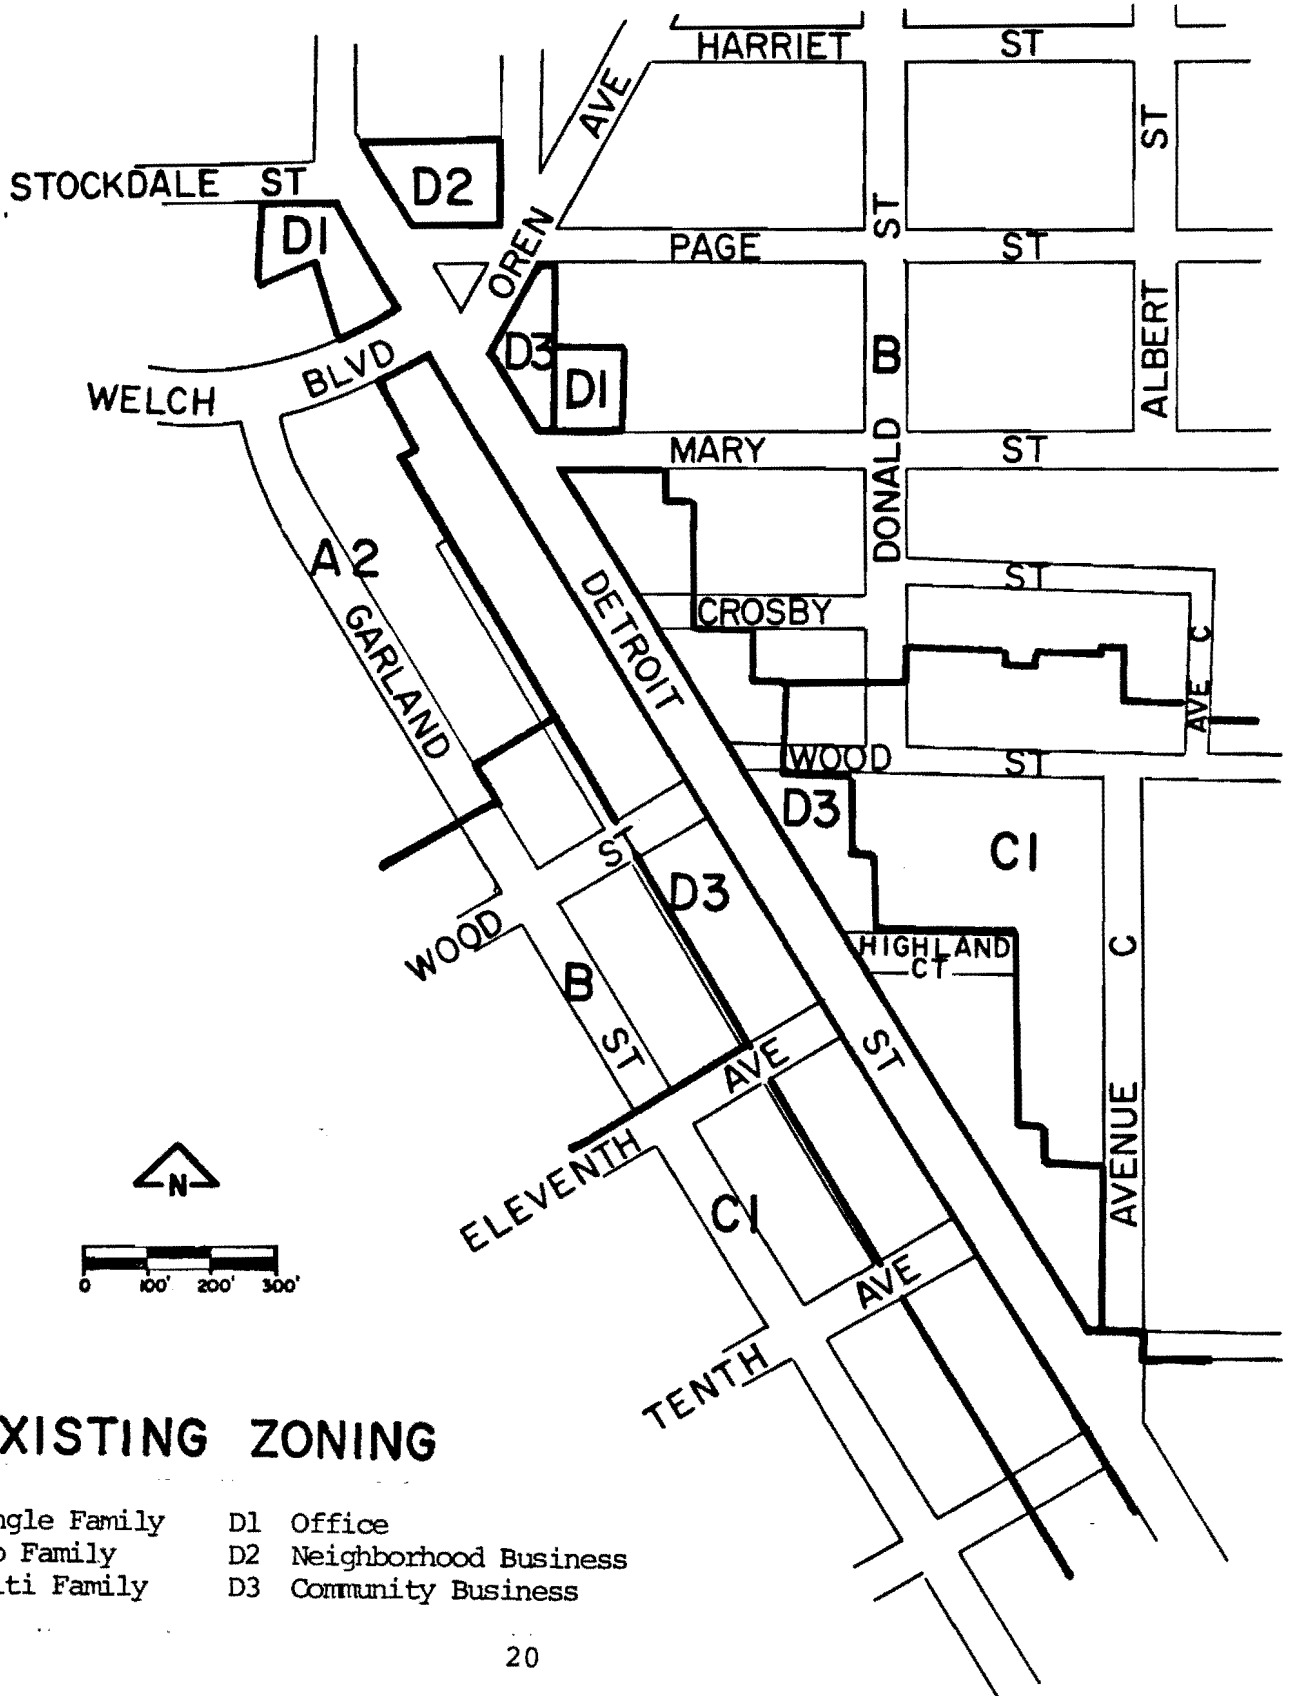 HARRIET ST
AVE
ST
STOCKDALE ST
D2
D1
OREN
PAGE ST
ST
D3
D1
B
ALBERT
WELCH BLVD
MARY ST
DONALD
A2
DETROIT
ST
CROSBY
GARLAND
AVE C
WOOD ST
D3
C1
ST
D3
WOOD
HIGHLAND
CT
C
B
ST
AVE
ST
ELEVENTH
AVENUE
N
C1
0 100' 200' 300'
AVE
TENTH
XISTING ZONING
ngle Family D1 Office
o Family D2 Neighborhood Business
lti Family D3 Community Business
20